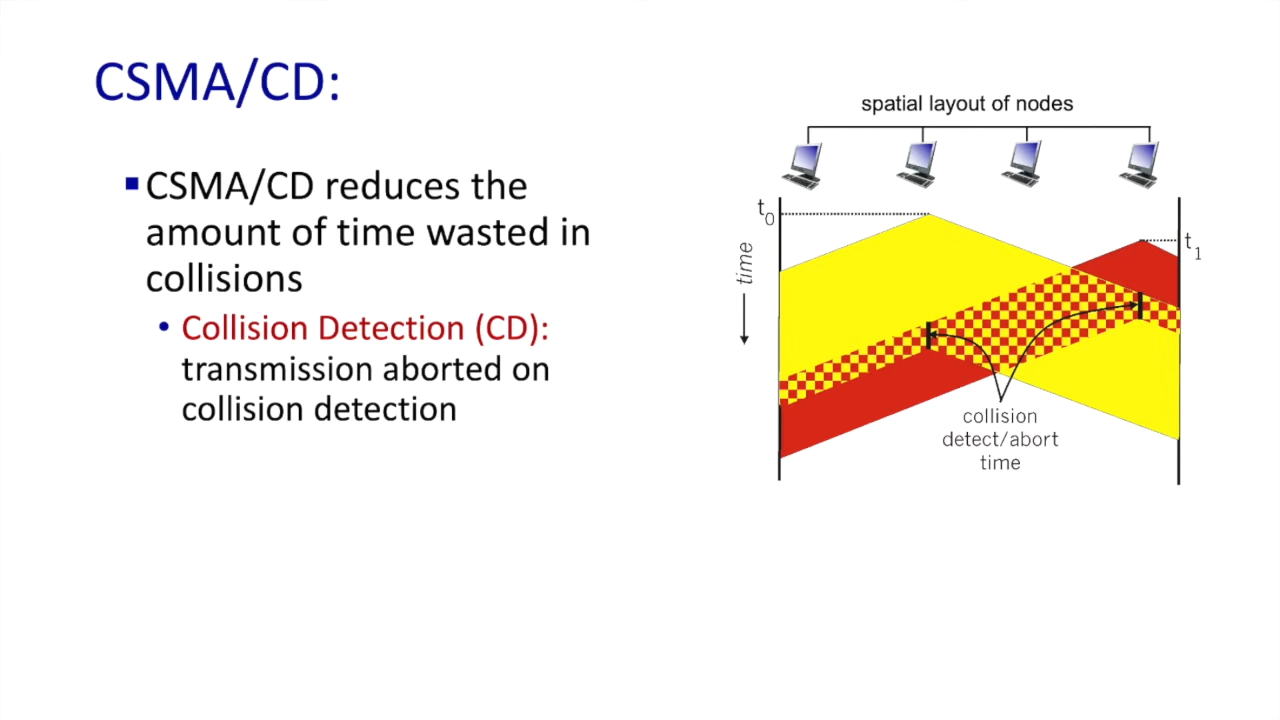 CSMA/CD:
▪CSMA/CD reduces the
amount of time wasted in
collisions
• Collision Detection (CD):
transmission aborted on
collision detection
spatial layout of nodes
t0
t1
time
collision
detect/abort
time